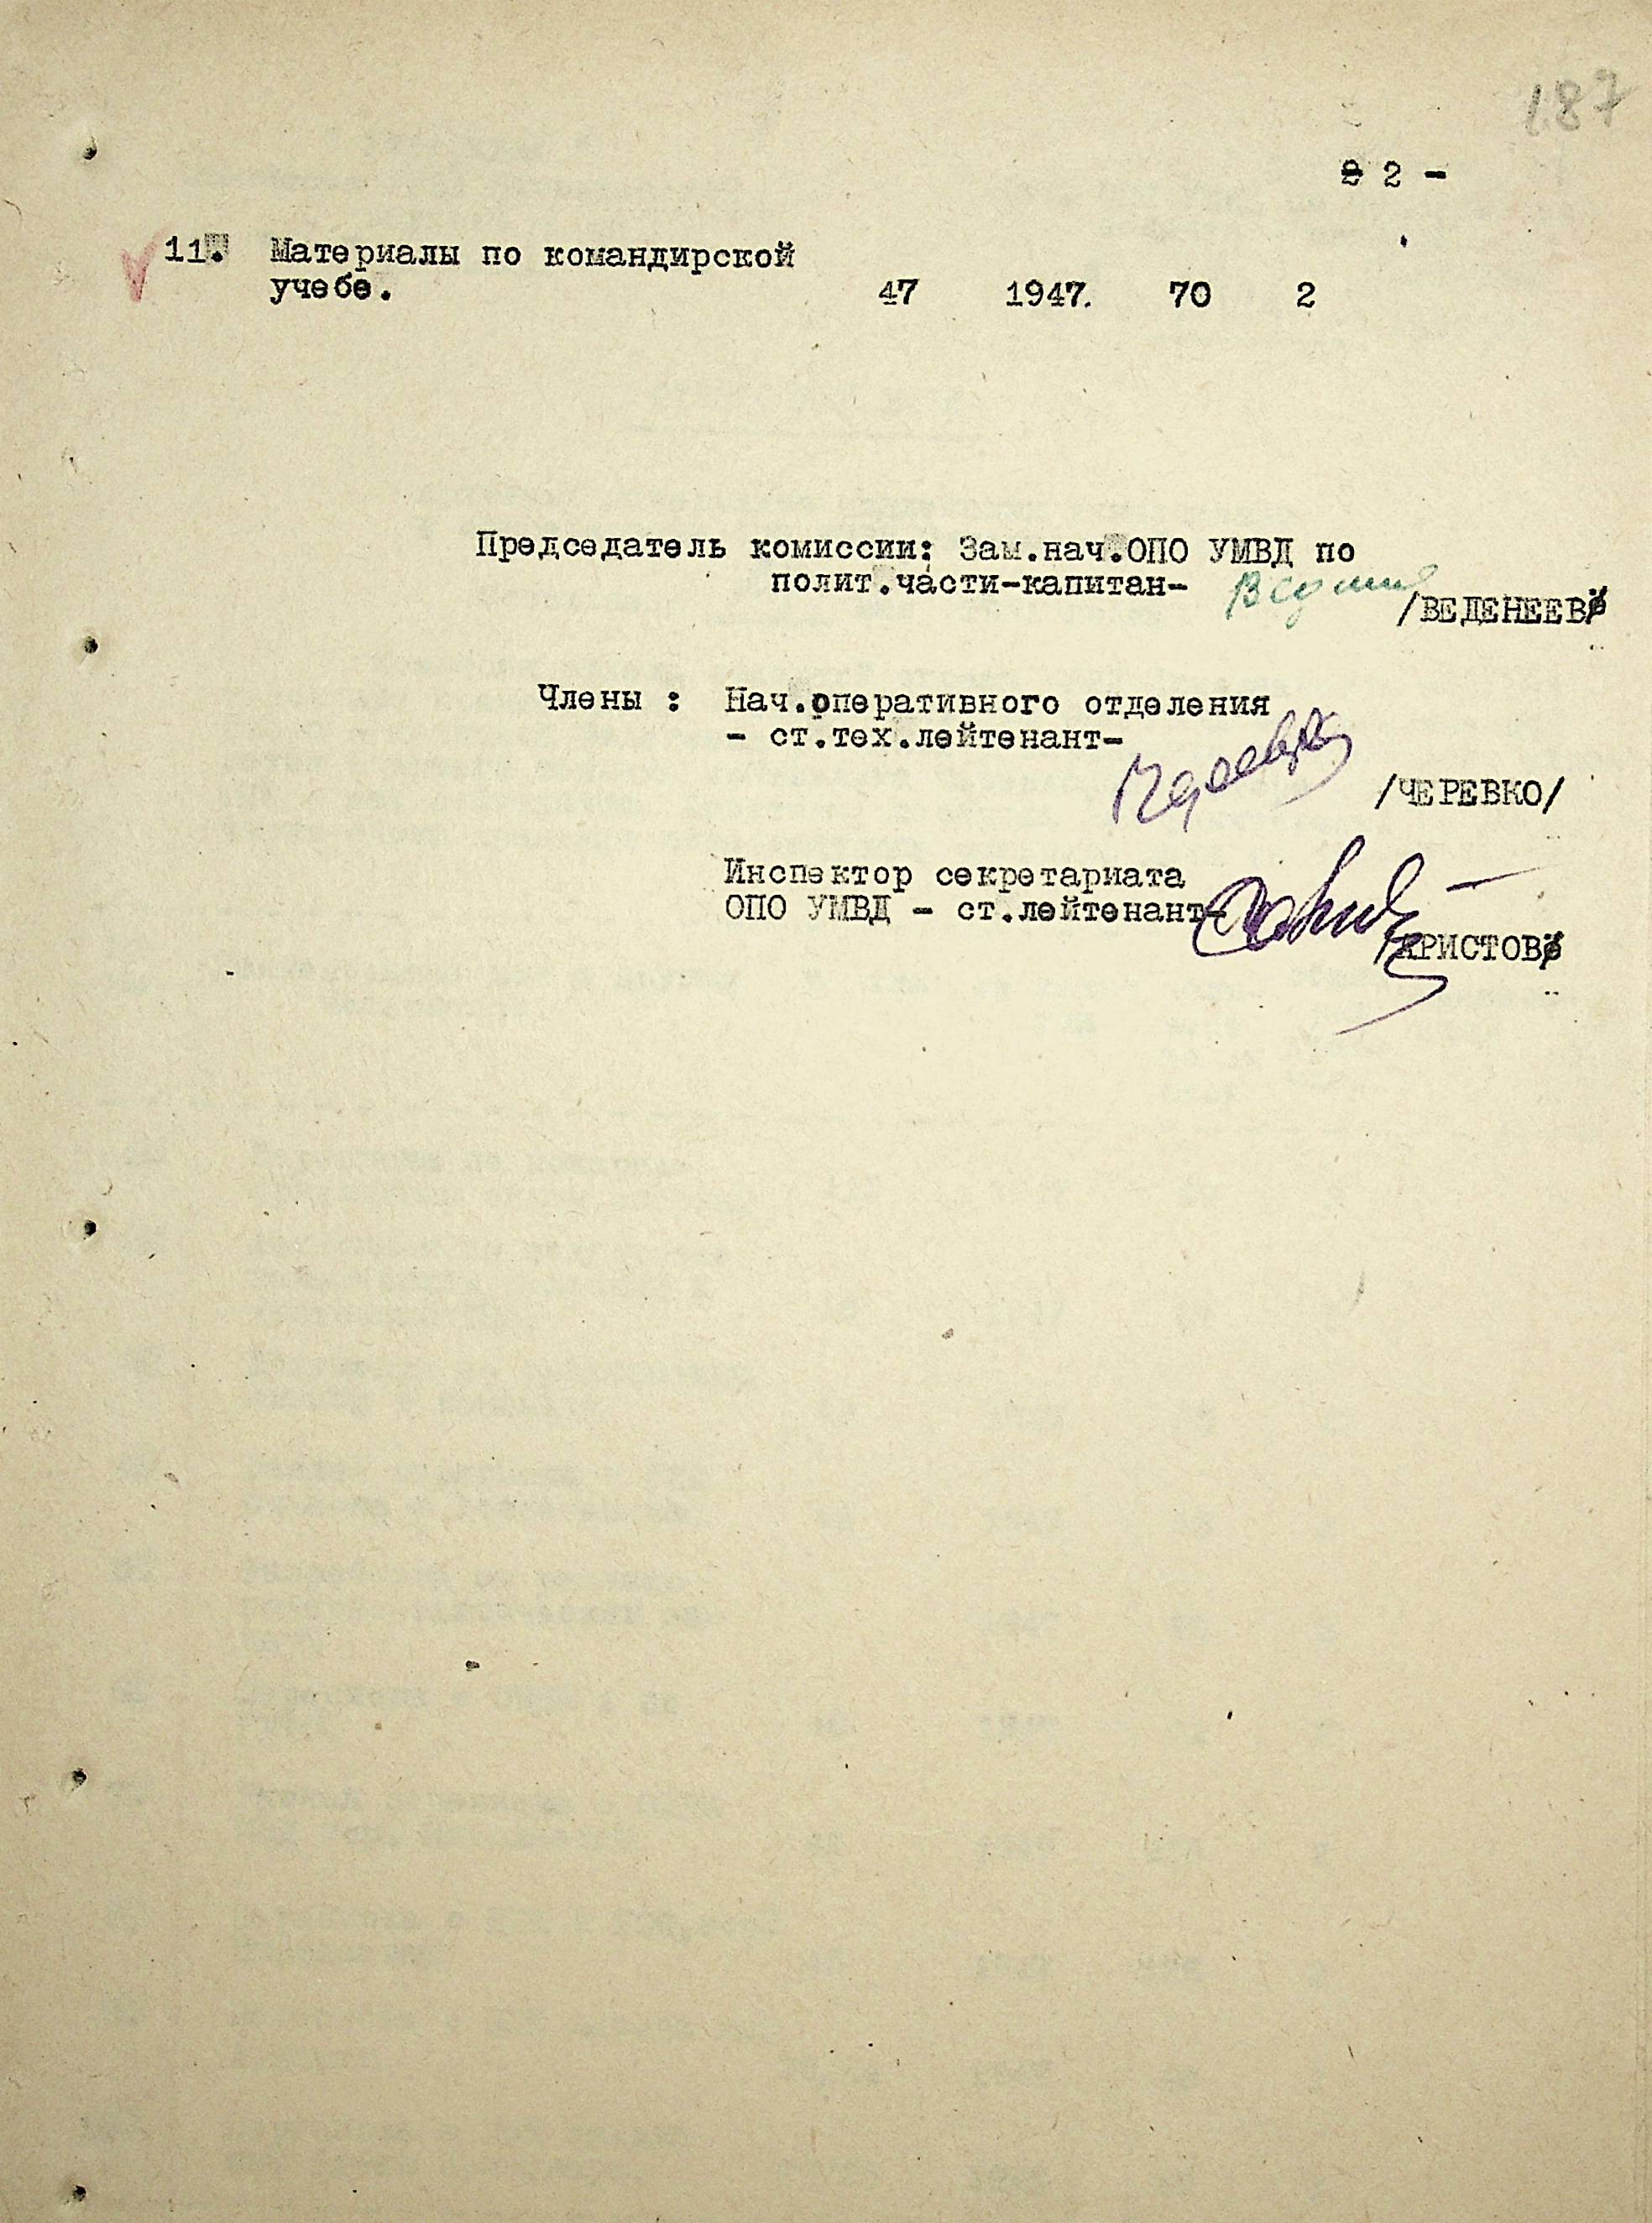 187
2 -
11. Материалы по командирской
учебе. 47 1947. 70 2
Председатель комиссии: Зам.нач.ОПО УМВД по
полит.части-капитан-
/ВЕДЕНЕЕВ/
Члены : Нач.оперативного отделения
- ст.тех.лейтенант-
/ЧЕРЕВКО/
Инспектор секретариата
ОПО УМВД - ст.лейтенант-
/ХРИСТОВ/